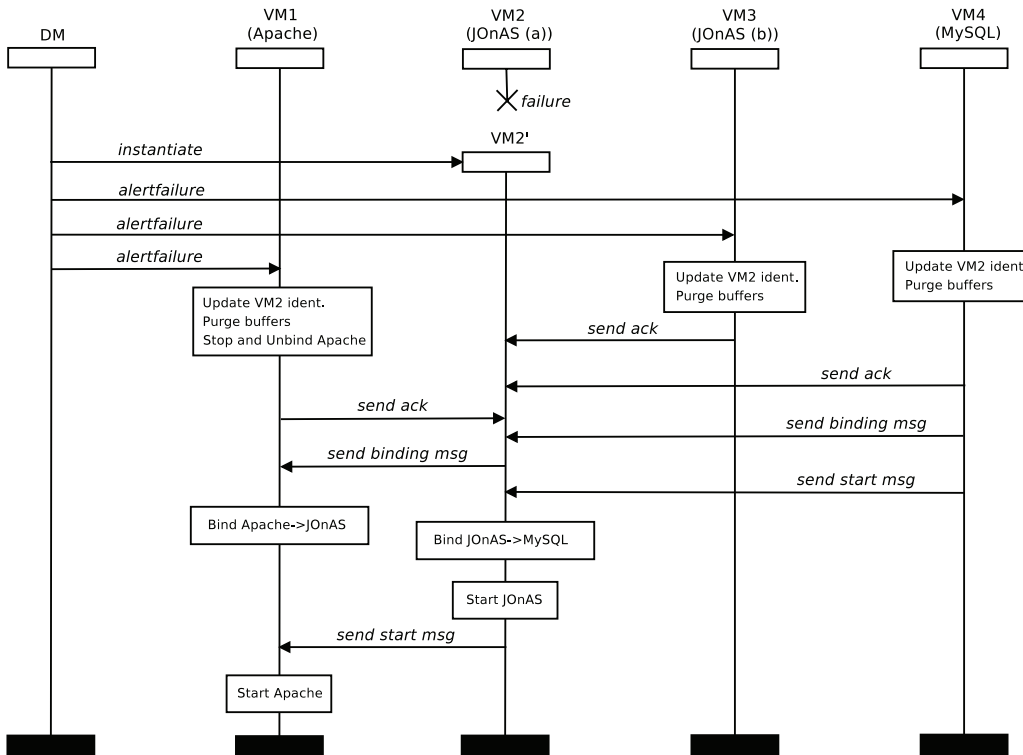 DM
VM1
(Apache)
VM2
(JOnAS (a))
VM3
(JOnAS (b))
VM4
(MySQL)
failure
VM2'
instantiate
alertfailure
alertfailure
alertfailure
Update VM2 ident.
Purge buffers
Stop and Unbind Apache
Update VM2 ident.
Purge buffers
Update VM2 ident
Purge buffers
send ack
send ack
send ack
send binding msg
send binding msg
send start msg
Bind Apache->JOnAS
Bind JOnAS->MySQL
Start JOnAS
send start msg
Start Apache